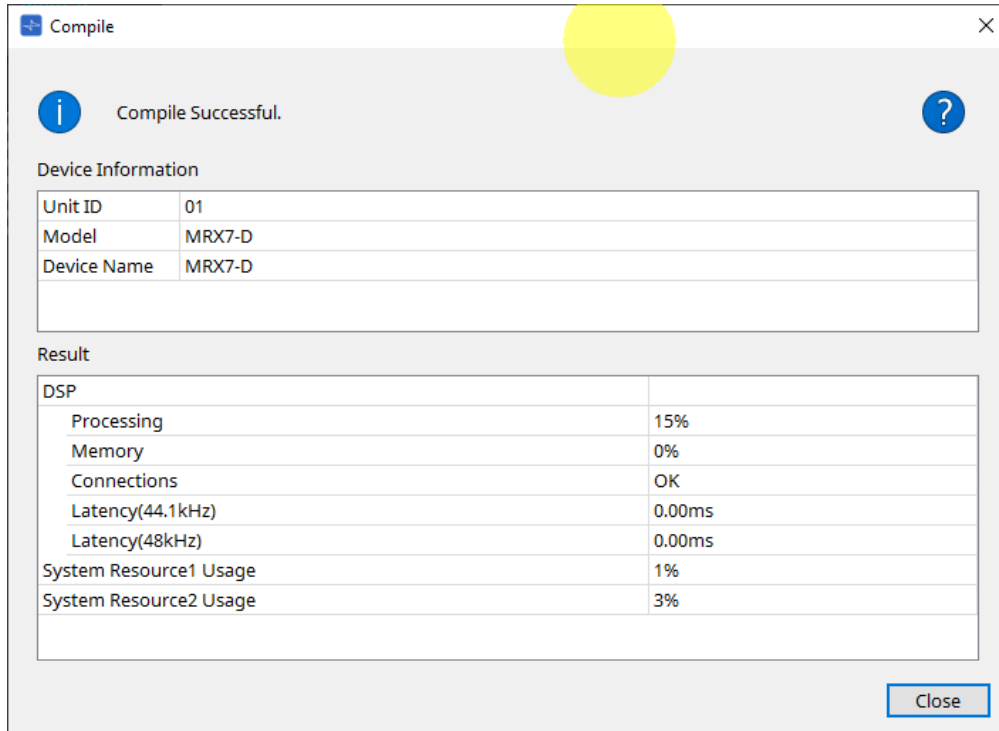 Compile
i Compile Successful. ?
Device Information
Unit ID 01
Model MRX7-D
Device Name MRX7-D
Result
DSP
Processing 15%
Memory 0%
Connections OK
Latency(44.1kHz) 0.00ms
Latency(48kHz) 0.00ms
System Resource1 Usage 1%
System Resource2 Usage 3%
Close